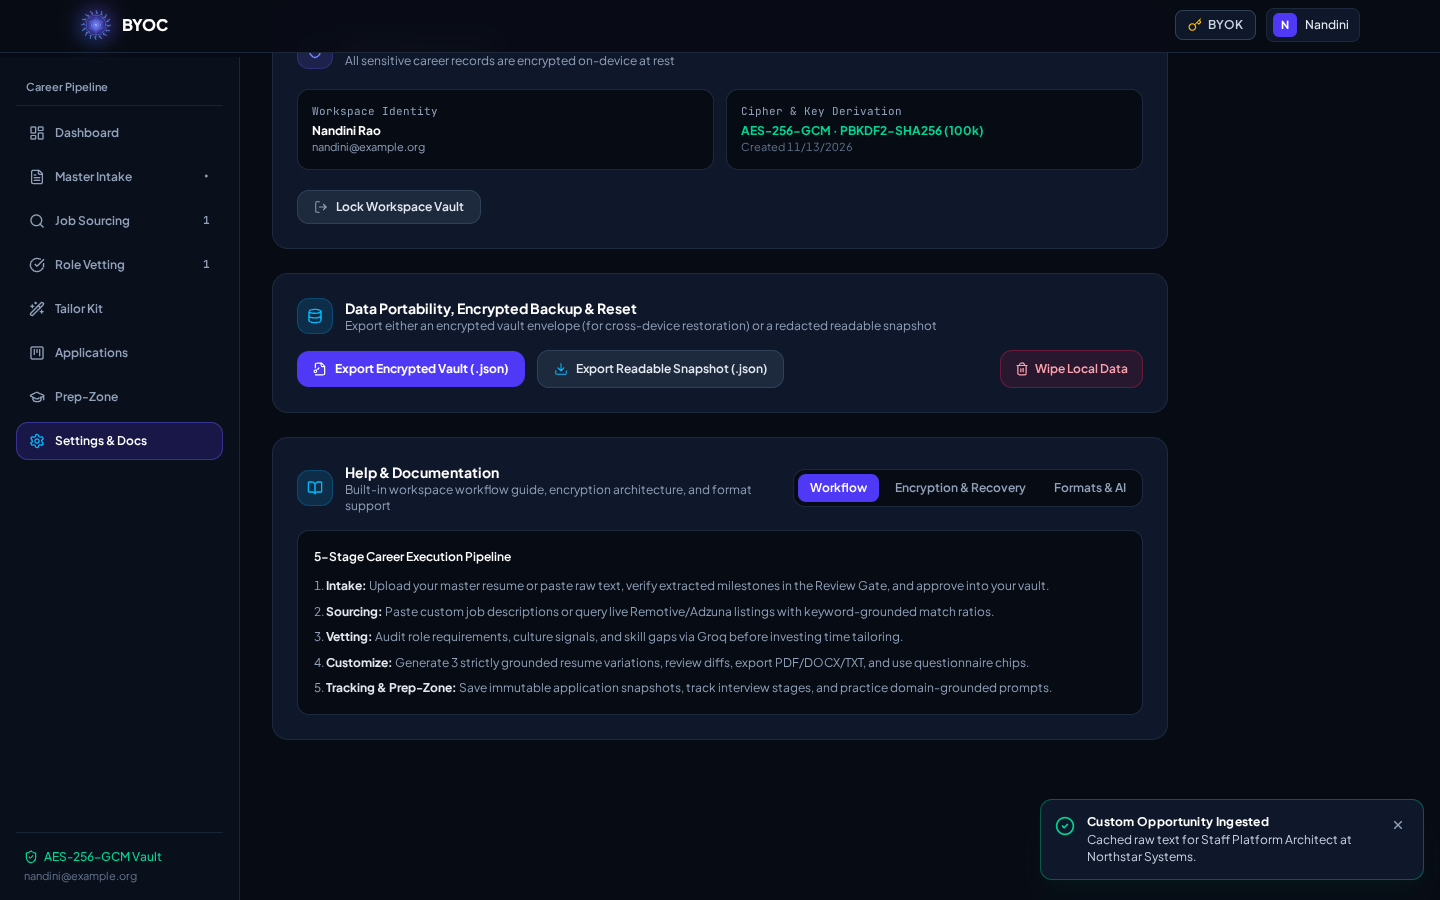 BYOC
BYOK
N
Nandini
Career Pipeline
Dashboard
Master Intake
Job Sourcing 1
Role Vetting 1
Tailor Kit
Applications
Prep-Zone
Settings & Docs
AES-256-GCM Vault
nandini@example.org
All sensitive career records are encrypted on-device at rest
Workspace Identity
Nandini Rao
nandini@example.org
Cipher & Key Derivation
AES-256-GCM · PBKDF2-SHA256 (100k)
Created 11/13/2026
Lock Workspace Vault
Data Portability, Encrypted Backup & Reset
Export either an encrypted vault envelope (for cross-device restoration) or a redacted readable snapshot
Export Encrypted Vault (.json)
Export Readable Snapshot (.json)
Wipe Local Data
Help & Documentation
Built-in workspace workflow guide, encryption architecture, and format
support
Workflow
Encryption & Recovery
Formats & AI
5-Stage Career Execution Pipeline
1. Intake: Upload your master resume or paste raw text, verify extracted milestones in the Review Gate, and approve into your vault.
2. Sourcing: Paste custom job descriptions or query live Remotive/Adzuna listings with keyword-grounded match ratios.
3. Vetting: Audit role requirements, culture signals, and skill gaps via Groq before investing time tailoring.
4. Customize: Generate 3 strictly grounded resume variations, review diffs, export PDF/DOCX/TXT, and use questionnaire chips.
5. Tracking & Prep-Zone: Save immutable application snapshots, track interview stages, and practice domain-grounded prompts.
Custom Opportunity Ingested
Cached raw text for Staff Platform Architect at
Northstar Systems.